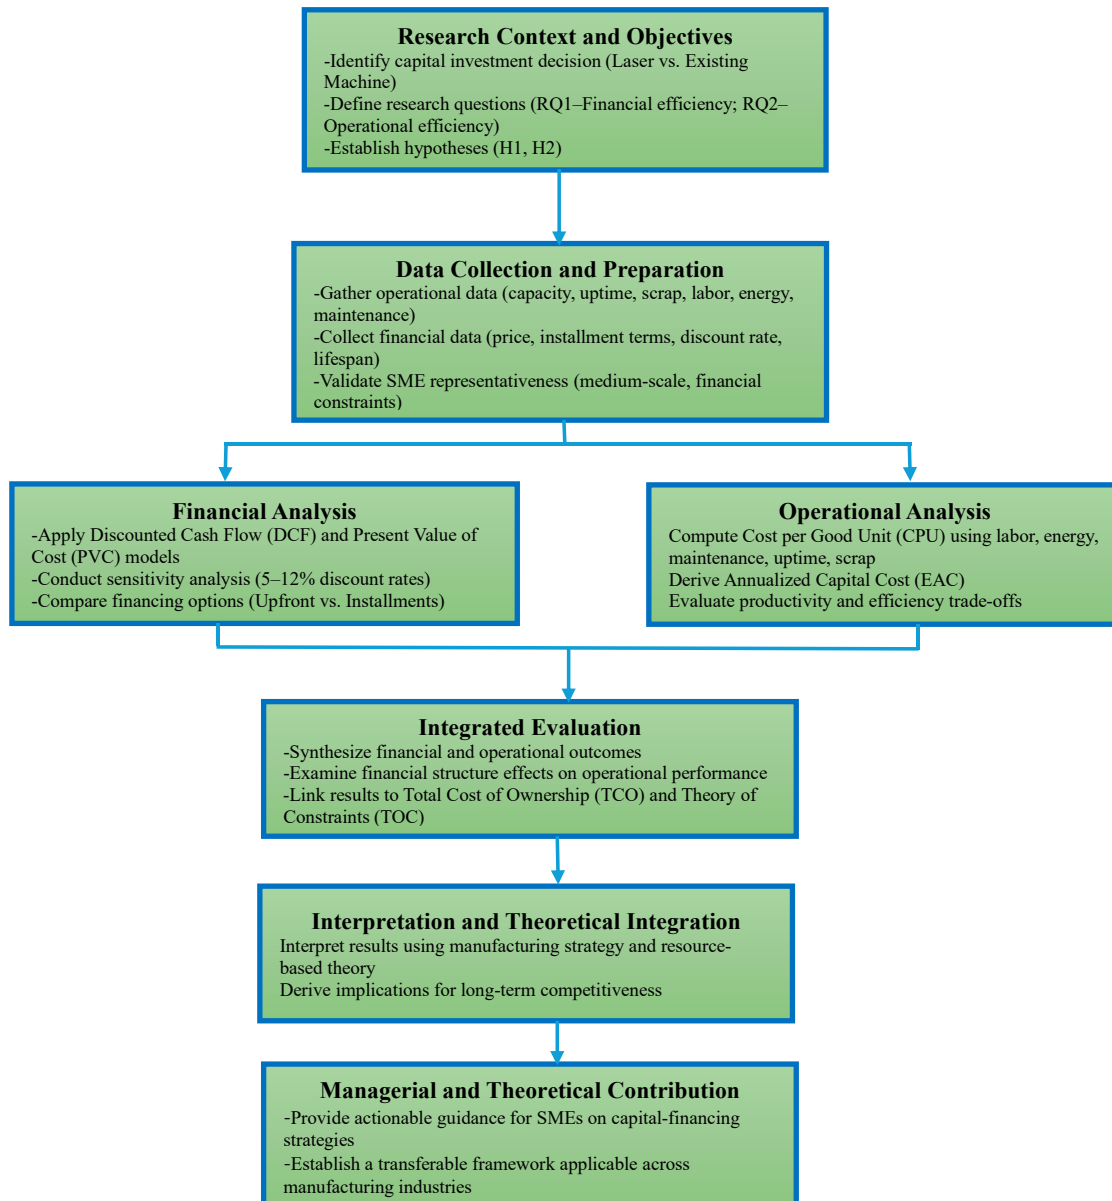 Research Context and Objectives
-Identify capital investment decision (Laser vs. Existing
Machine)
-Define research questions (RQ1–Financial efficiency; RQ2–
Operational efficiency)
-Establish hypotheses (H1, H2)
Data Collection and Preparation
-Gather operational data (capacity, uptime, scrap, labor, energy,
maintenance)
-Collect financial data (price, installment terms, discount rate,
lifespan)
-Validate SME representativeness (medium-scale, financial
constraints)
Financial Analysis
-Apply Discounted Cash Flow (DCF) and Present Value of
Cost (PVC) models
-Conduct sensitivity analysis (5–12% discount rates)
-Compare financing options (Upfront vs. Installments)
Operational Analysis
Compute Cost per Good Unit (CPU) using labor, energy,
maintenance, uptime, scrap
Derive Annualized Capital Cost (EAC)
Evaluate productivity and efficiency trade-offs
Integrated Evaluation
-Synthesize financial and operational outcomes
-Examine financial structure effects on operational performance
-Link results to Total Cost of Ownership (TCO) and Theory of
Constraints (TOC)
Interpretation and Theoretical Integration
Interpret results using manufacturing strategy and resource-
based theory
Derive implications for long-term competitiveness
Managerial and Theoretical Contribution
-Provide actionable guidance for SMEs on capital-financing
strategies
-Establish a transferable framework applicable across
manufacturing industries